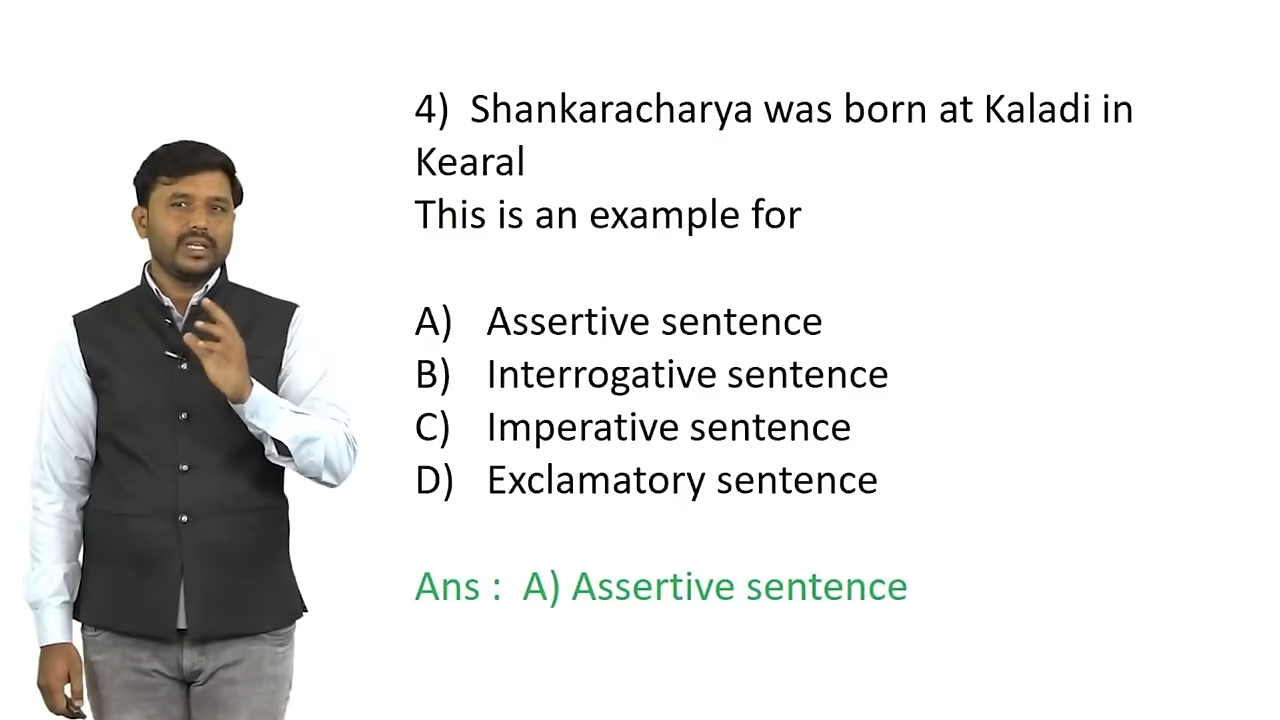 4) Shankaracharya was born at Kaladi in
Kearal
This is an example for
A) Assertive sentence
B) Interrogative sentence
C) Imperative sentence
D) Exclamatory sentence
Ans : A) Assertive sentence